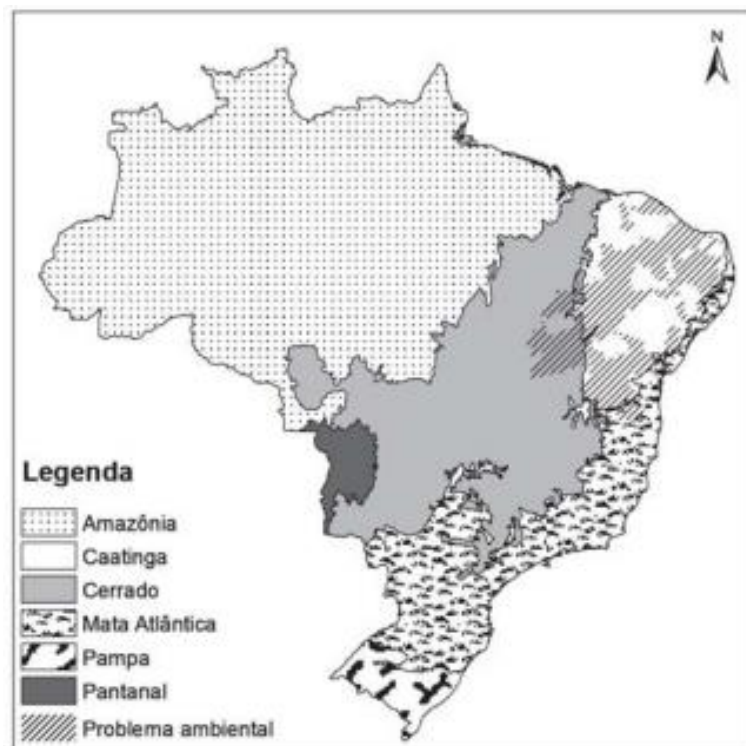 N
Legenda
Amazônia
Caatinga
Cerrado
Mata Atlântica
Pampa
Pantanal
Problema ambiental